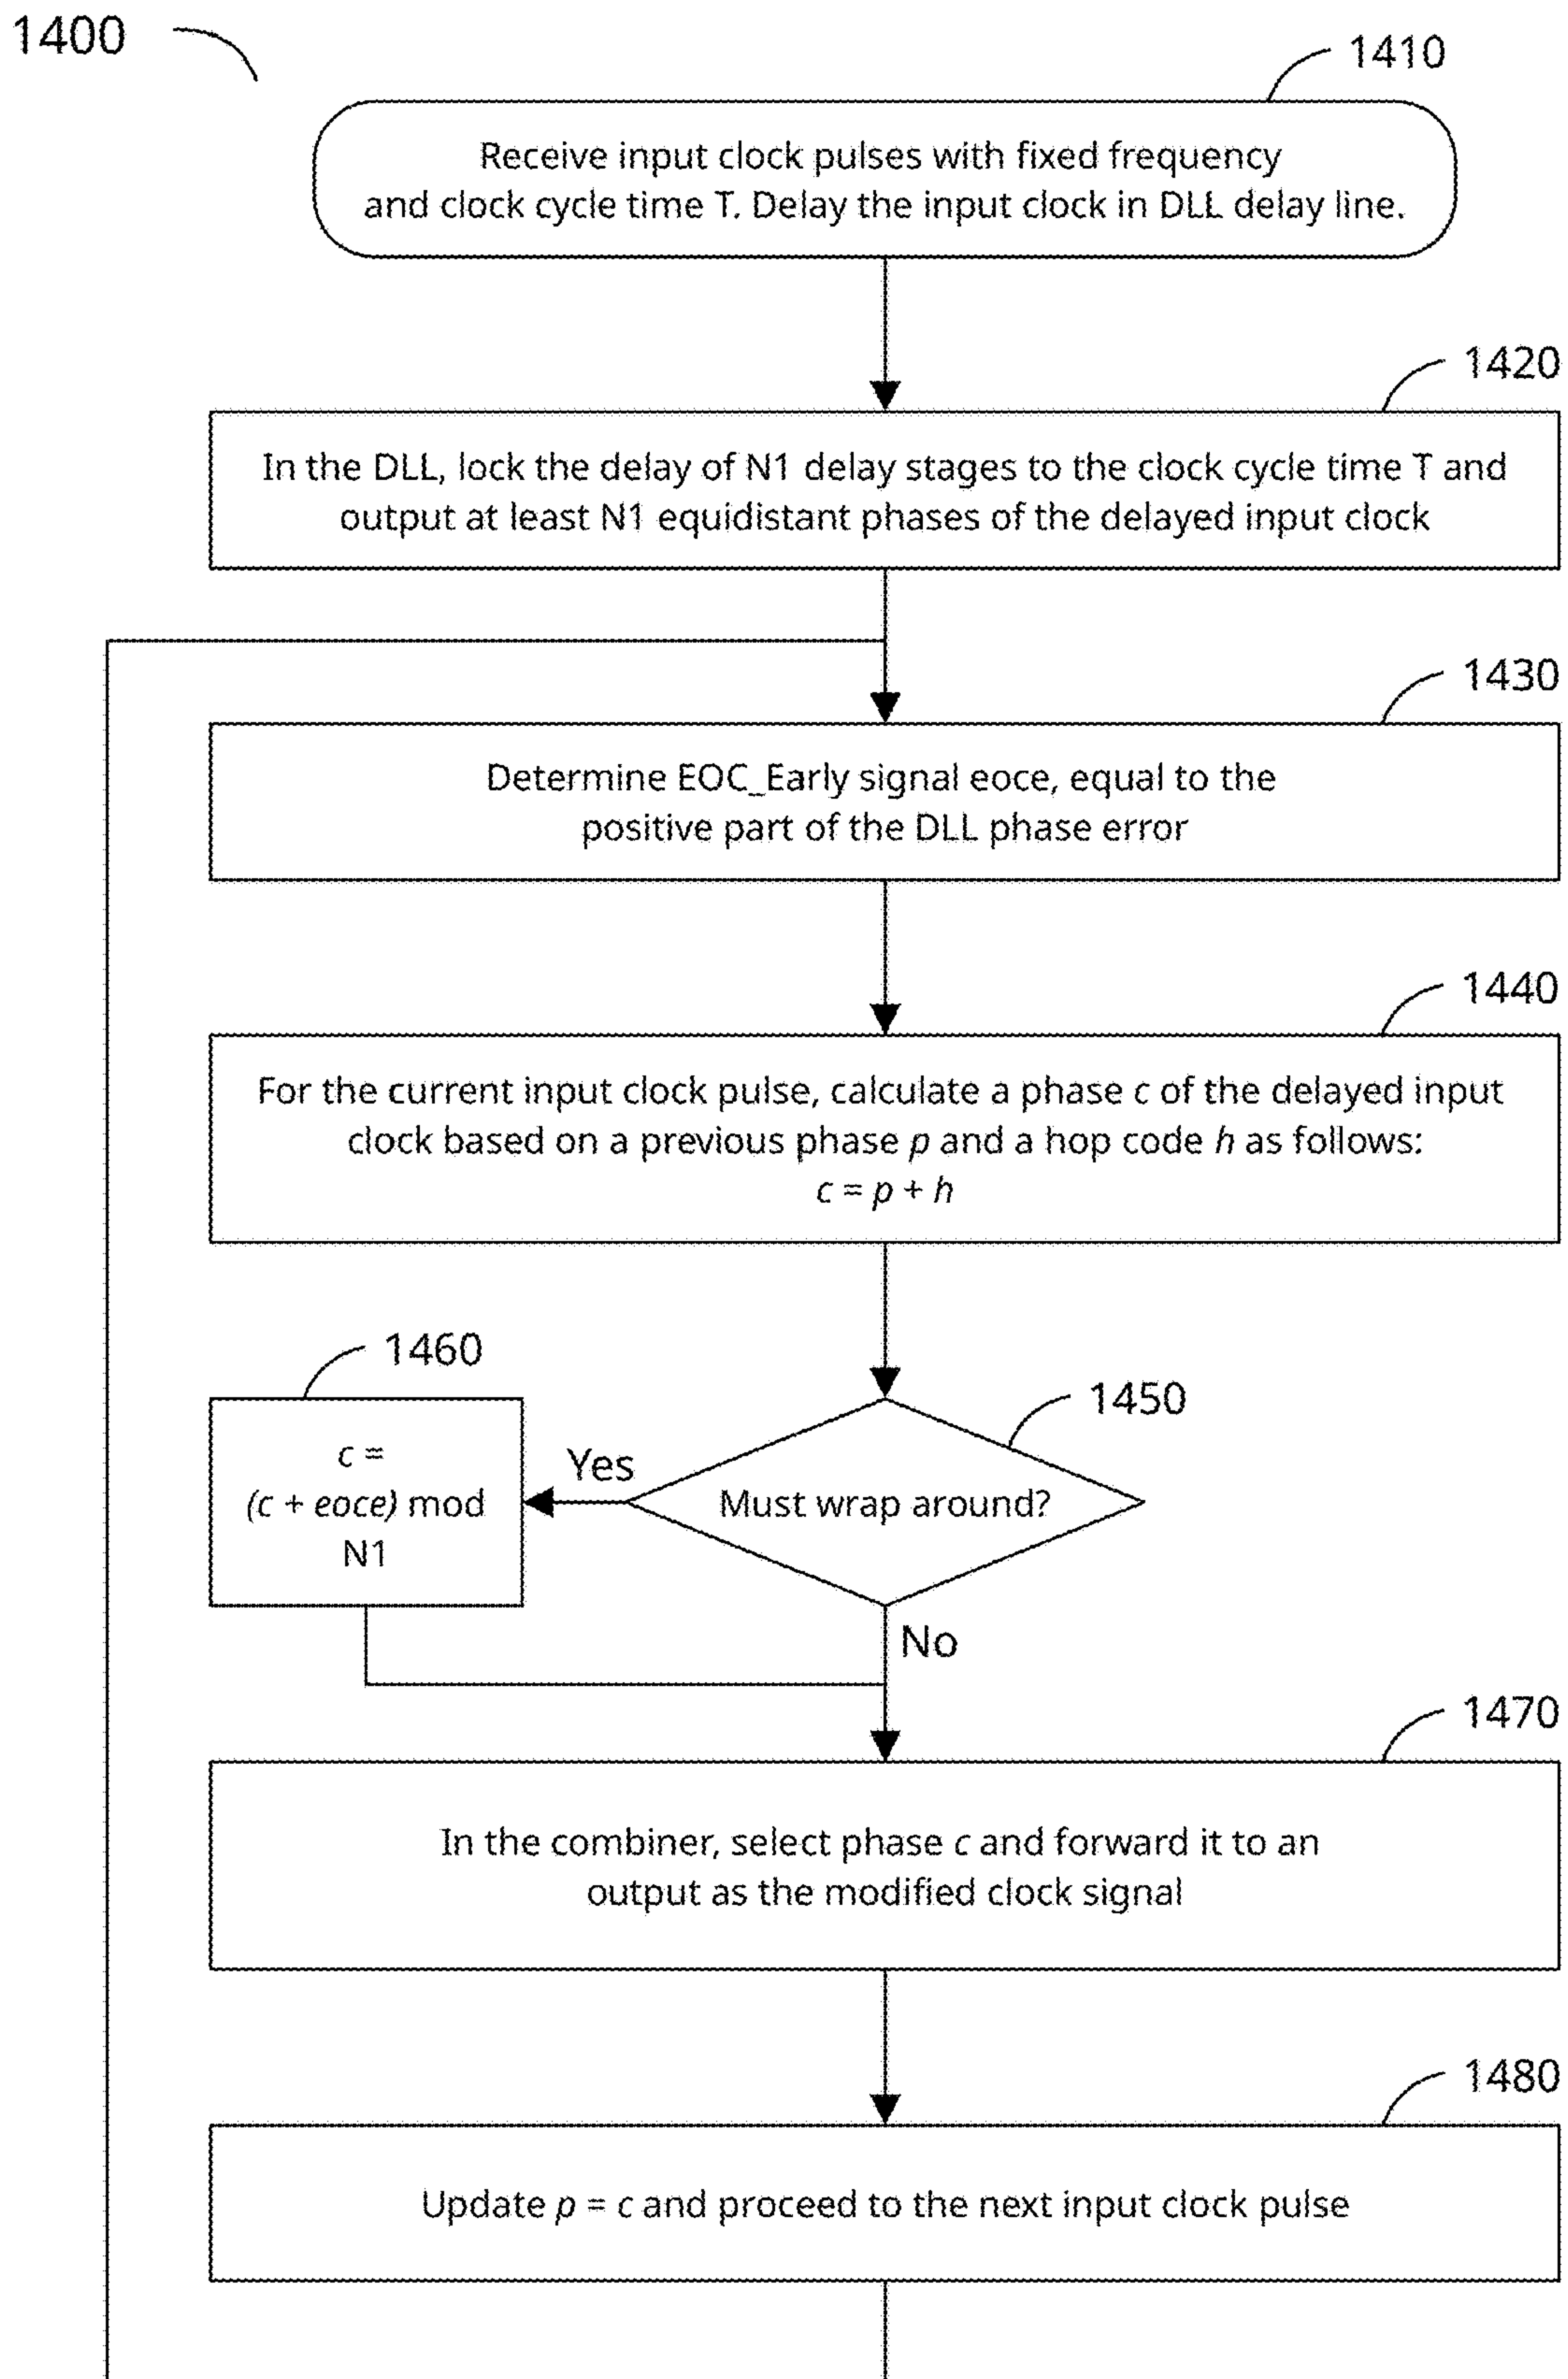 1400
1410
Receive input clock pulses with fixed frequency
and clock cycle time T. Delay the input clock in DLL delay line.
1420
In the DLL, lock the delay of N1 delay stages to the clock cycle time T and
output at least N1 equidistant phases of the delayed input clock
1430
Determine EOC_Early signal eoce, equal to the
positive part of the DLL phase error
1440
For the current input clock pulse, calculate a phase c of the delayed input
clock based on a previous phase p and a hop code h as follows:
c = p + h
1460
1450
c =
(c + eoce) mod
N1
Yes
Must wrap around?
No
1470
In the combiner, select phase c and forward it to an
output as the modified clock signal
1480
Update p = c and proceed to the next input clock pulse